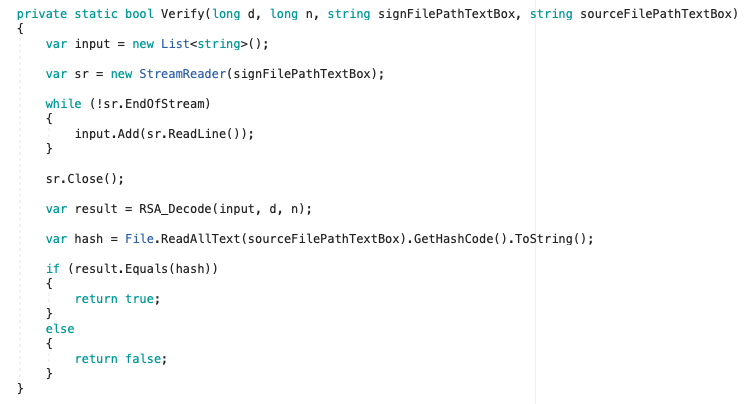 private static bool Verify(long d, long n, string signFilePathTextBox, string sourceFilePathTextBox)
{
var input = new List<string>();
var sr = new StreamReader(signFilePathTextBox);
while (!sr.EndOfStream)
{
input.Add(sr.ReadLine());
}
sr.Close();
var result = RSA_Decode(input, d, n);
var hash = File.ReadAllText(sourceFilePathTextBox).GetHashCode().ToString();
if (result.Equals(hash))
{
return true;
}
else
{
return false;
}
}